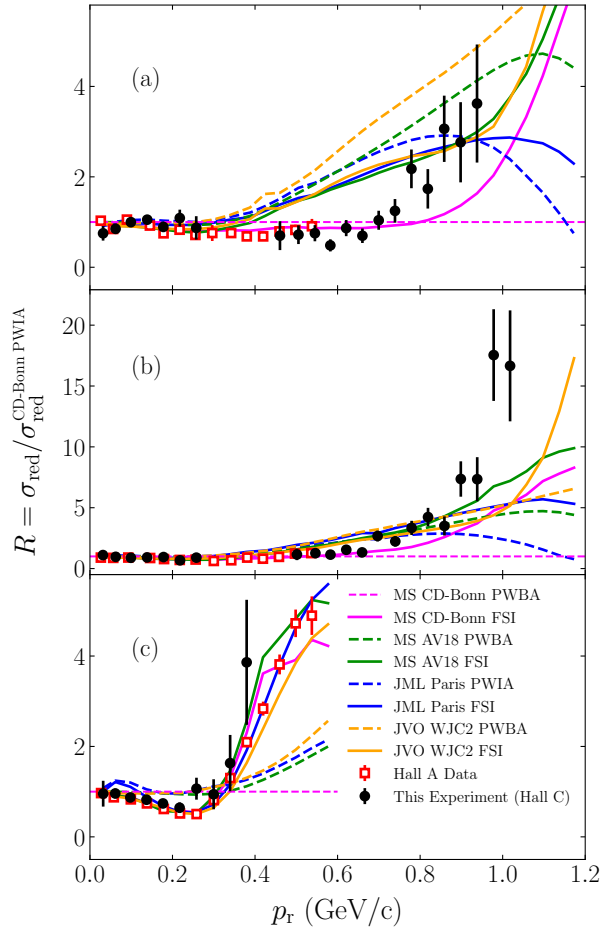 (a)
4
2
0
(b)
20
15
10
5
0
R = σred/σred^CD-Bonn PWIA
(c)
4
2
0
MS CD-Bonn PWBA
MS CD-Bonn FSI
MS AV18 PWBA
MS AV18 FSI
JML Paris PWIA
JML Paris FSI
JVO WJC2 PWBA
JVO WJC2 FSI
Hall A Data
This Experiment (Hall C)
0.0 0.2 0.4 0.6 0.8 1.0 1.2
pr (GeV/c)